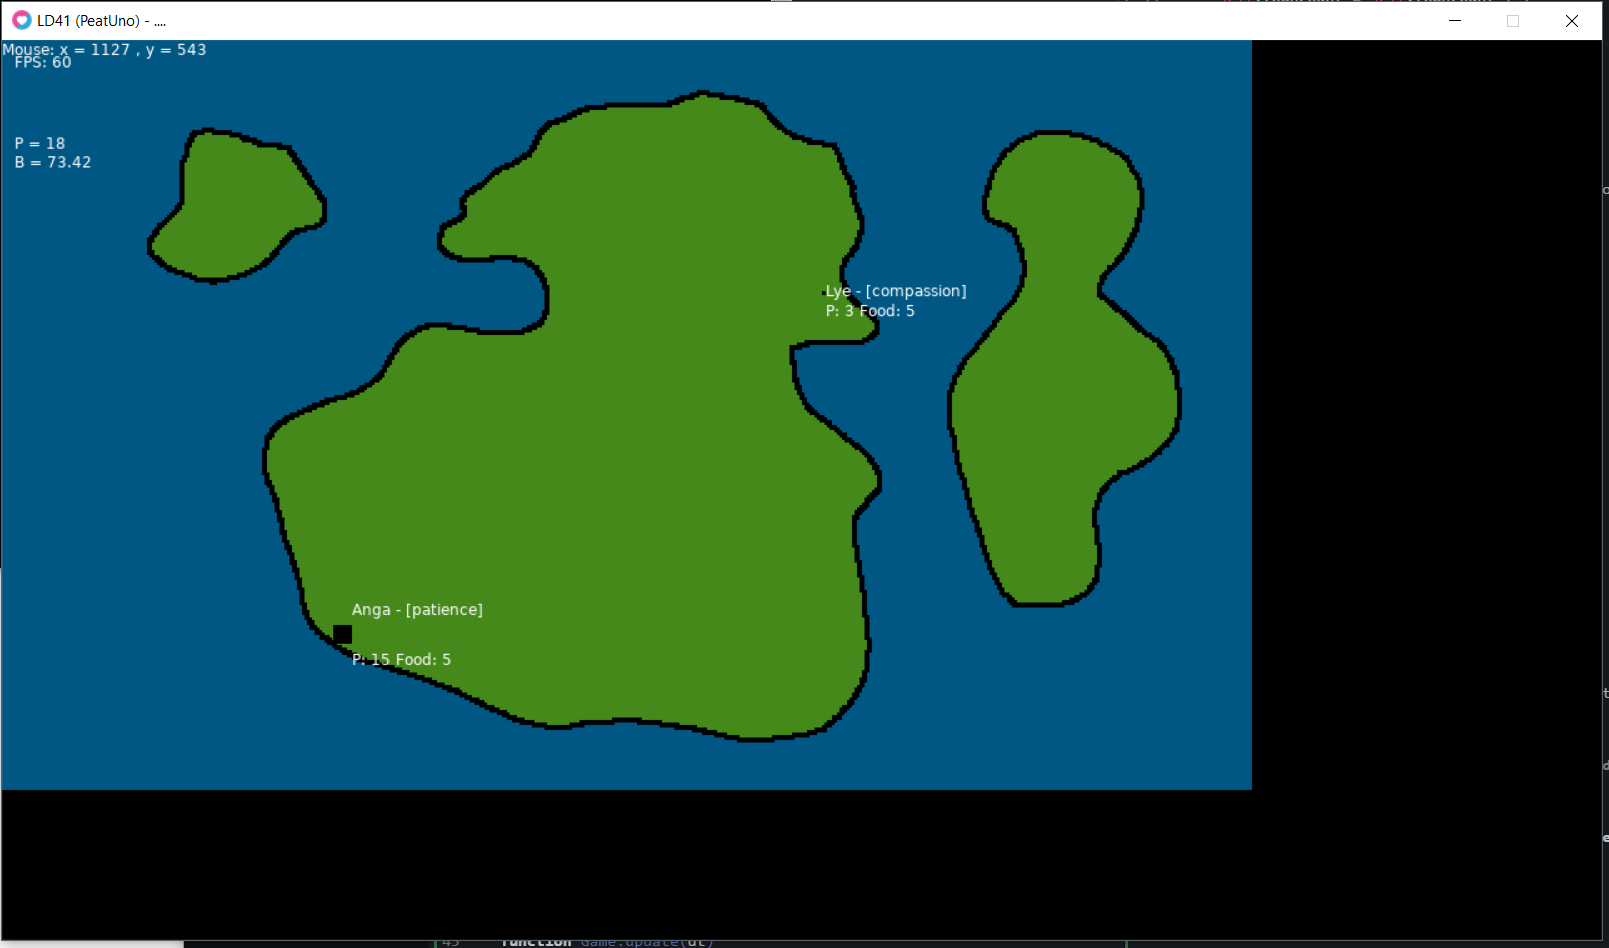 LD41 (PeatUno) - ....
Mouse: x = 1127 , y = 543
FPS: 60
P = 18
B = 73.42
Lye - [compassion]
P: 3 Food: 5
Anga - [patience]
P: 15 Food: 5
45 function Game.update(dt)